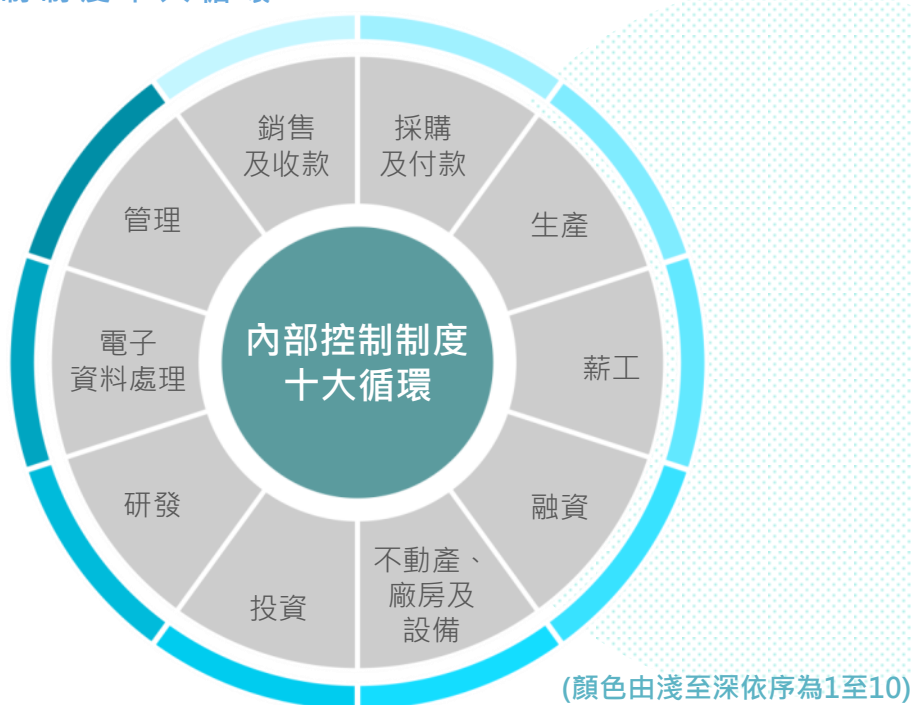 內部控制制度
十大循環
銷售
及收款
採購
及付款
生產
薪工
融資
不動產、
廠房及
設備
投資
研發
電子
資料處理
管理
(顏色由淺至深依序為1至10)